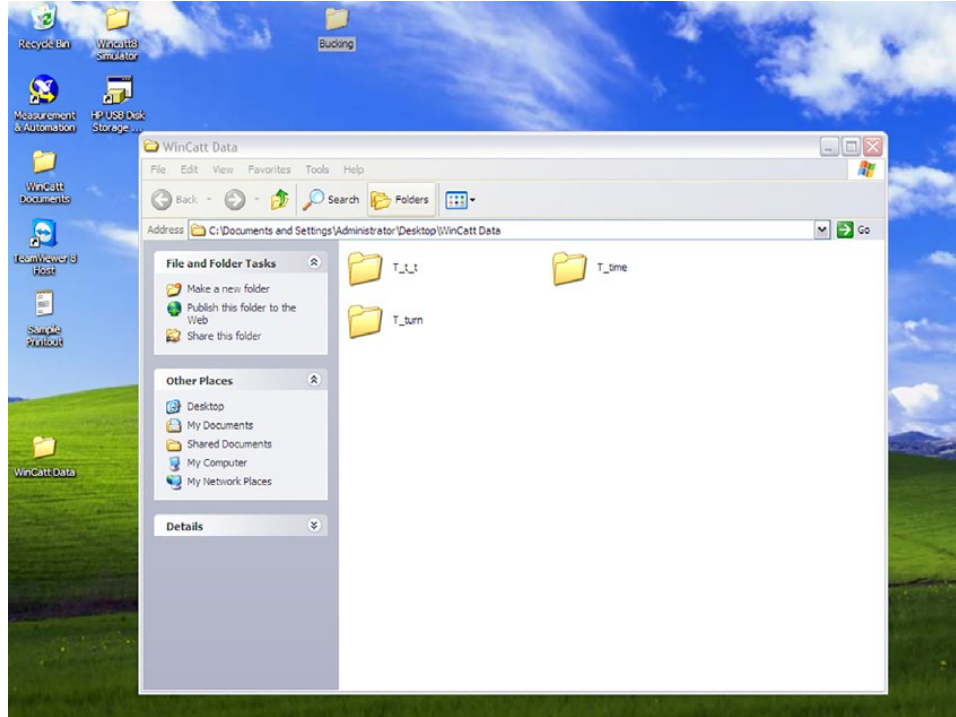 Recycle Bin
Wincatt8
Simulator
Bucking
Measurement
& Automation
HP USB Disk
Storage ...
WinCatt
Documents
TeamViewer 8
Host
Sample
Printout
WinCatt Data
WinCatt Data
File Edit View Favorites Tools Help
Back Search Folders
Address C:\Documents and Settings\Administrator\Desktop\WinCatt Data Go
File and Folder Tasks
Make a new folder
Publish this folder to the
Web
Share this folder
Other Places
Desktop
My Documents
Shared Documents
My Computer
My Network Places
Details
T_t_t
T_time
T_turn